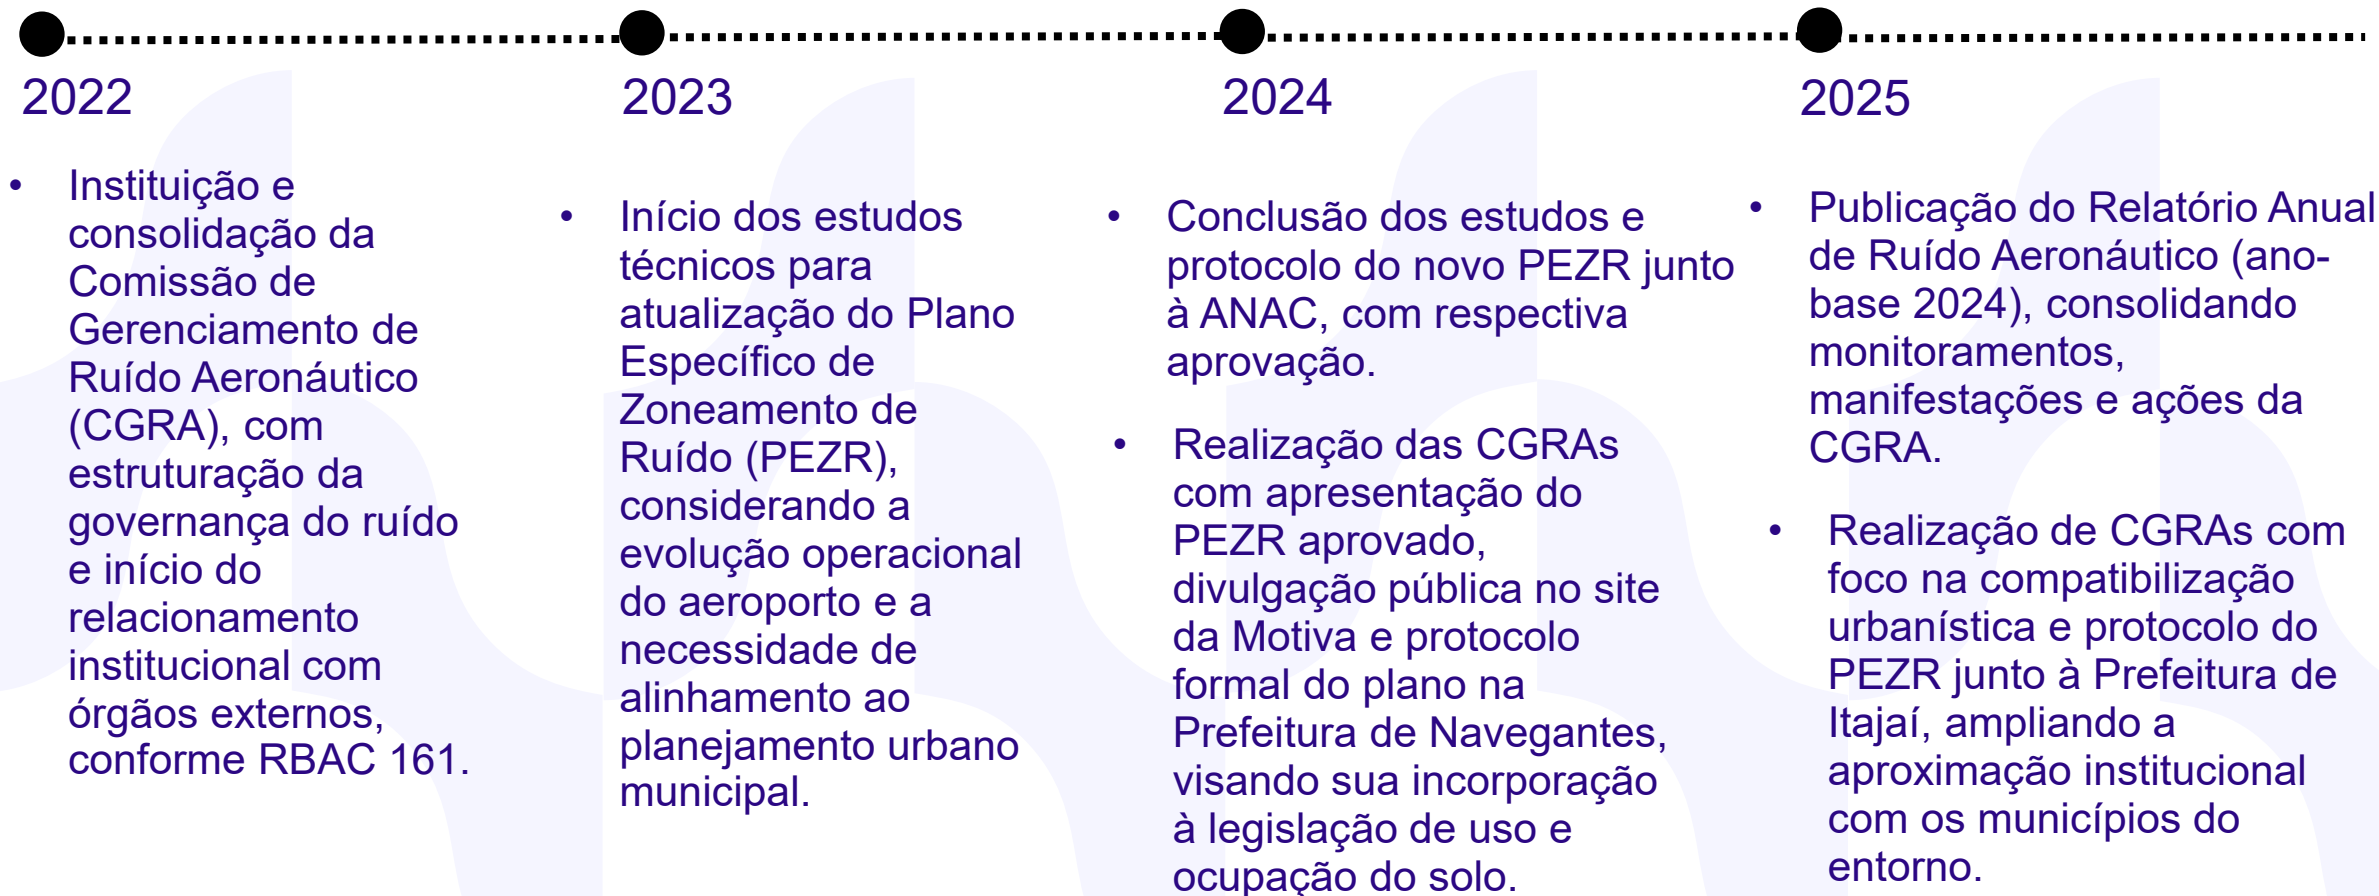 2022
• Instituição e
consolidação da
Comissão de
Gerenciamento de
Ruído Aeronáutico
(CGRA), com
estruturação da
governança do ruído
e início do
relacionamento
institucional com
órgãos externos,
conforme RBAC 161.
2023
• Início dos estudos
técnicos para
atualização do Plano
Específico de
Zoneamento de
Ruído (PEZR),
considerando a
evolução operacional
do aeroporto e a
necessidade de
alinhamento ao
planejamento urbano
municipal.
2024
• Conclusão dos estudos e
protocolo do novo PEZR junto
à ANAC, com respectiva
aprovação.
• Realização das CGRAs
com apresentação do
PEZR aprovado,
divulgação pública no site
da Motiva e protocolo
formal do plano na
Prefeitura de Navegantes,
visando sua incorporação
à legislação de uso e
ocupação do solo.
2025
• Publicação do Relatório Anual
de Ruído Aeronáutico (ano-
base 2024), consolidando
monitoramentos,
manifestações e ações da
CGRA.
• Realização de CGRAs com
foco na compatibilização
urbanística e protocolo do
PEZR junto à Prefeitura de
Itajaí, ampliando a
aproximação institucional
com os municípios do
entorno.